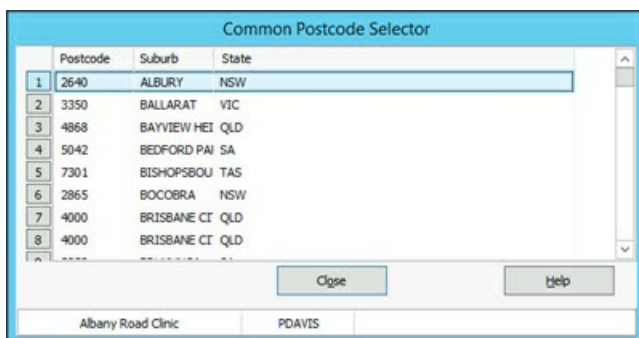 Common Postcode Selector
Postcode Suburb State
1 2640 ALBURY NSW
2 3350 BALLARAT VIC
3 4868 BAYVIEW HEI QLD
4 5042 BEDFORD PAI SA
5 7301 BISHOPSBOU TAS
6 2865 BOCOBRA NSW
7 4000 BRISBANE CI QLD
8 4000 BRISBANE CI QLD
Close Help
Albany Road Clinic PDAVIS